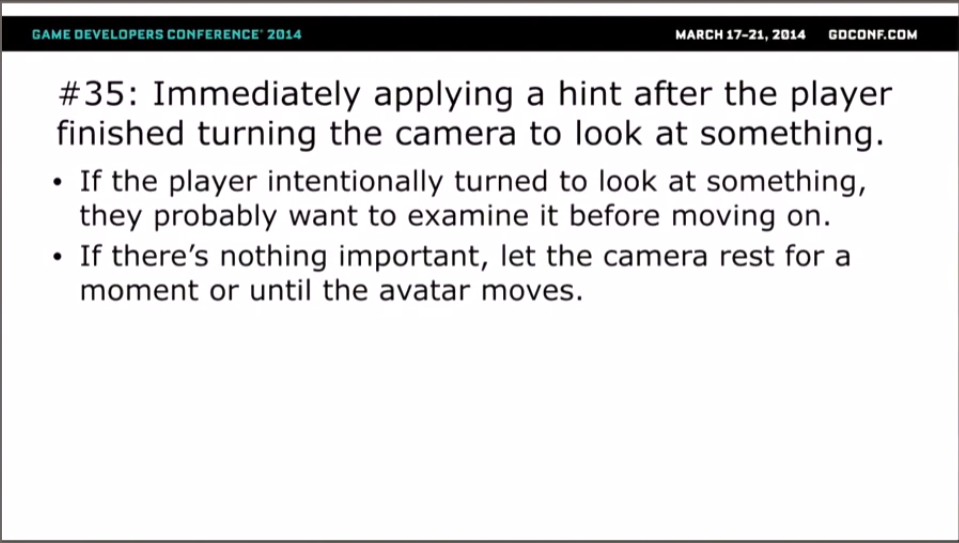 GAME DEVELOPERS CONFERENCE® 2014
MARCH 17-21, 2014 GDCONF.COM
#35: Immediately applying a hint after the player
finished turning the camera to look at something.
• If the player intentionally turned to look at something,
they probably want to examine it before moving on.
• If there’s nothing important, let the camera rest for a
moment or until the avatar moves.